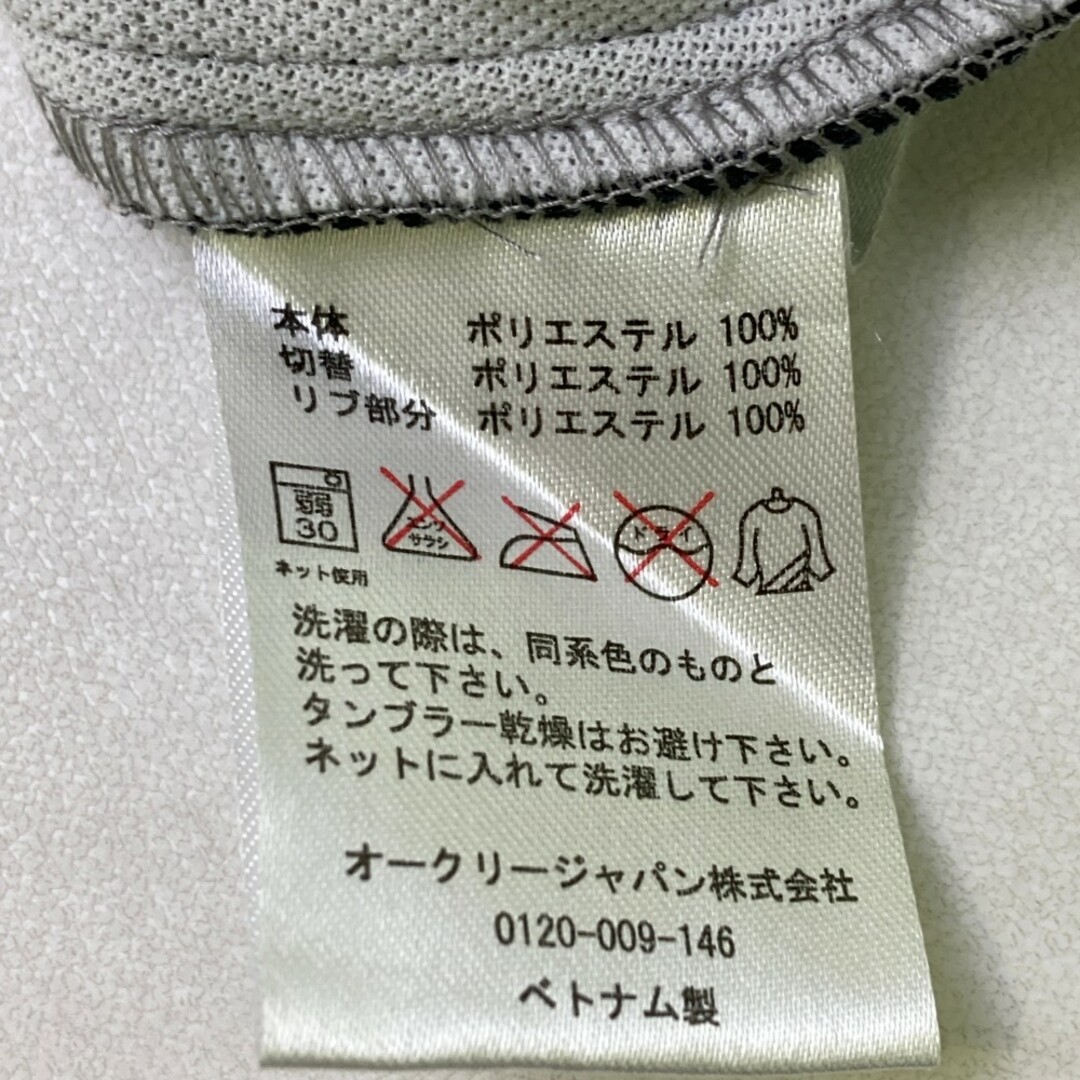 本体 ポリエステル 100%
切替 ポリエステル 100%
リブ部分 ポリエステル 100%
弱
30
エンソ
サラシ
ドライ
ネット使用
洗濯の際は、同系色のものと
洗って下さい。
タンブラー乾燥はお避け下さい。
ネットに入れて洗濯して下さい。
オークリージャパン株式会社
0120-009-146
ベトナム製